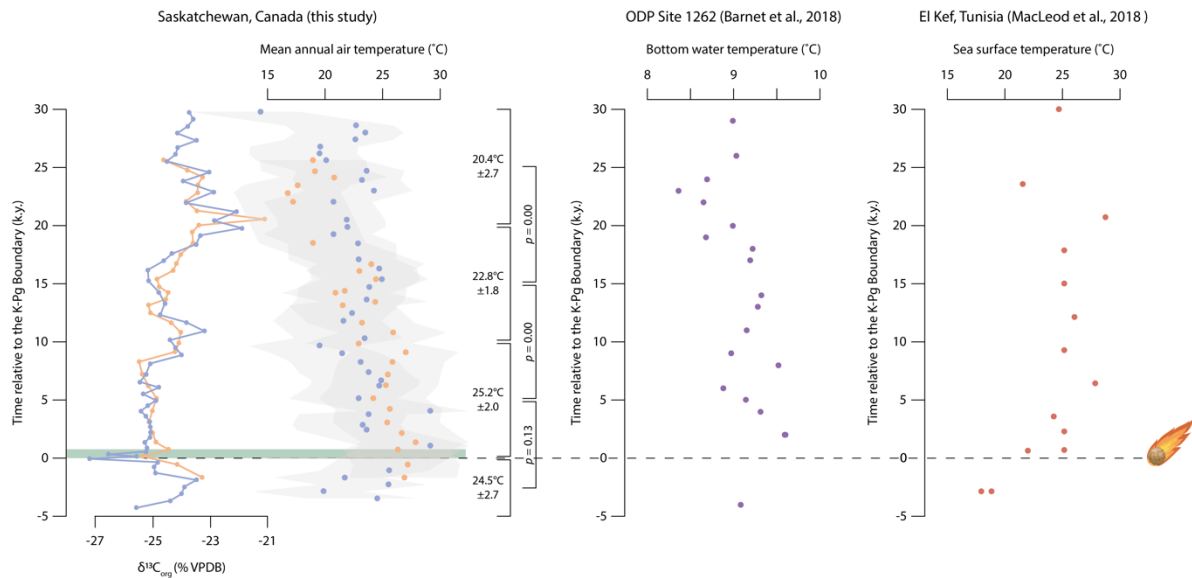 Saskatchewan, Canada (this study)
ODP Site 1262 (Barnet et al., 2018)
El Kef, Tunisia (MacLeod et al., 2018 )
Mean annual air temperature (˚C)
Bottom water temperature (˚C)
Sea surface temperature (˚C)
15 20 25 30
8 9 10
15 20 25 30
Time relative to the K-Pg Boundary (k.y.)
30
25
20
15
10
5
0
-5
20.4˚C
±2.7
22.8˚C
±1.8
25.2˚C
±2.0
24.5˚C
±2.7
p = 0.00
p = 0.00
p = 0.13
Time relative to the K-Pg Boundary (k.y.)
30
25
20
15
10
5
0
-5
Time relative to the K-Pg Boundary (k.y.)
30
25
20
15
10
5
0
-5
-27 -25 -23 -21
δ¹³Corg (% VPDB)